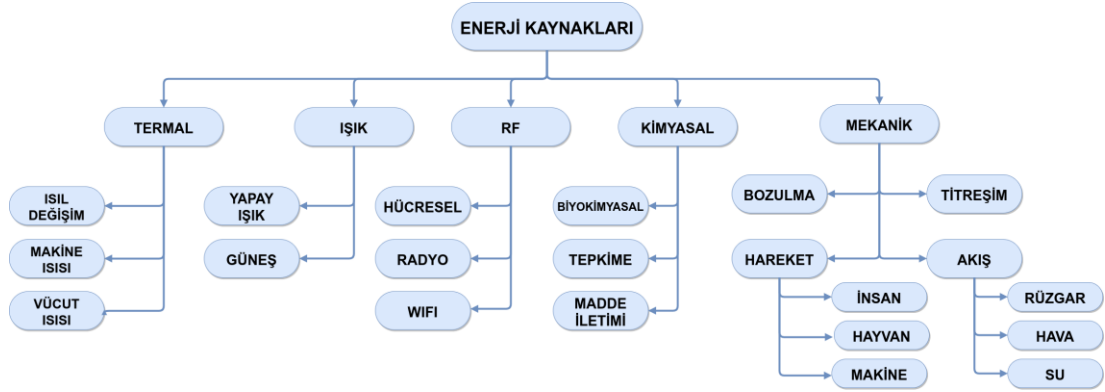 ENERJİ KAYNAKLARI
TERMAL
IŞIK
RF
KİMYASAL
MEKANİK
ISIL
DEĞİŞİM
MAKİNE
ISISI
VÜCUT
ISISI
YAPAY
IŞIK
GÜNEŞ
HÜCRESEL
RADYO
WIFI
BİYOKİMYASAL
TEPKİME
MADDE
İLETİMİ
BOZULMA
TİTREŞİM
HAREKET
AKIŞ
İNSAN
HAYVAN
MAKİNE
RÜZGAR
HAVA
SU